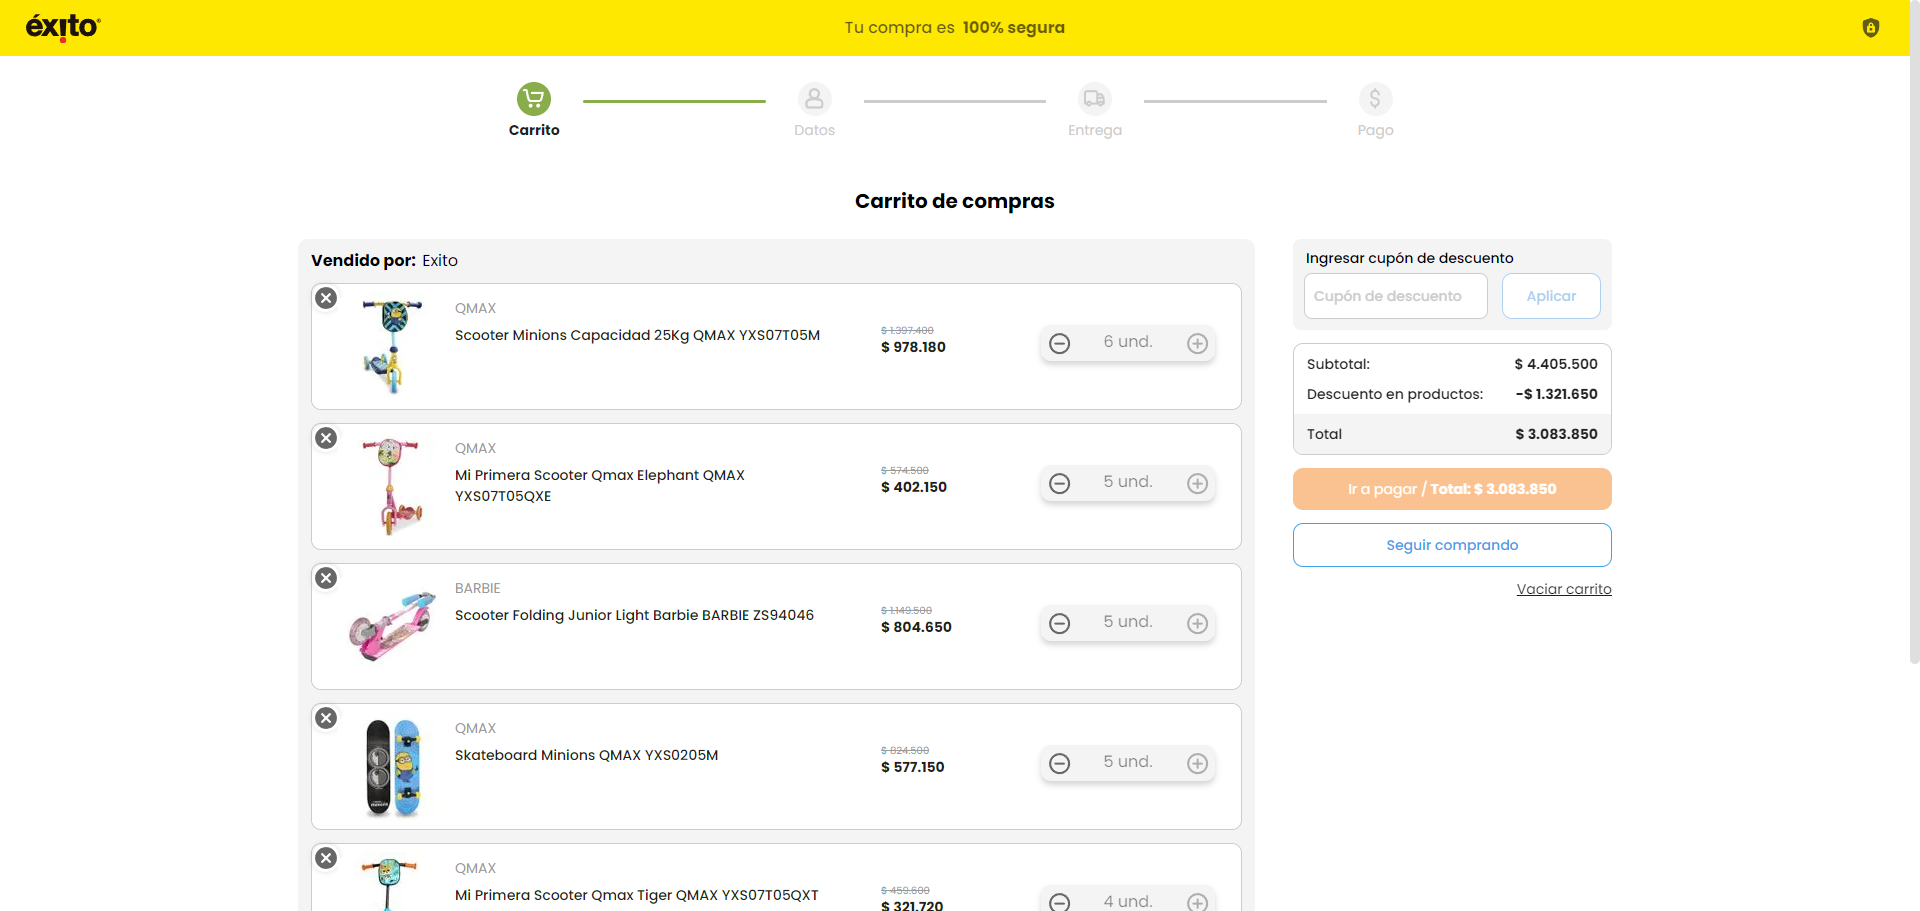 éxito
Tu compra es 100% segura
Carrito
Datos
Entrega
Pago
Carrito de compras
Vendido por: Exito
QMAX
Scooter Minions Capacidad 25Kg QMAX YXS07T05M
$ 1.397.400
$ 978.180
6 und.
QMAX
Mi Primera Scooter Qmax Elephant QMAX
YXS07T05QXE
$ 574.500
$ 402.150
5 und.
BARBIE
Scooter Folding Junior Light Barbie BARBIE ZS94046
$ 1.149.500
$ 804.650
5 und.
QMAX
Skateboard Minions QMAX YXS0205M
$ 824.500
$ 577.150
5 und.
QMAX
Mi Primera Scooter Qmax Tiger QMAX YXS07T05QXT
$ 459.600
$ 321.720
4 und.
Ingresar cupón de descuento
Cupón de descuento
Aplicar
Subtotal: $ 4.405.500
Descuento en productos: -$ 1.321.650
Total $ 3.083.850
Ir a pagar / Total: $ 3.083.850
Seguir comprando
Vaciar carrito